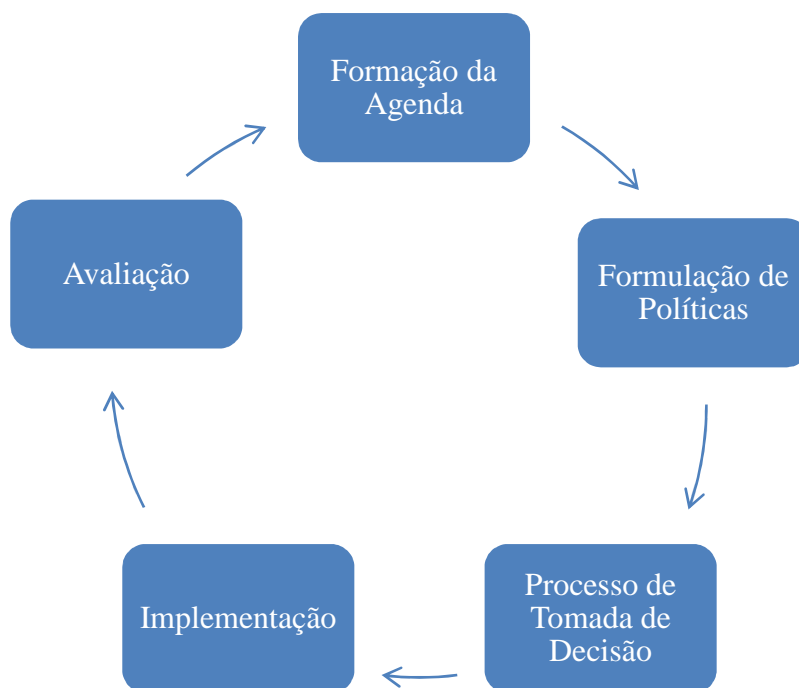 Formação da
Agenda
Formulação de
Políticas
Processo de
Tomada de
Decisão
Implementação
Avaliação